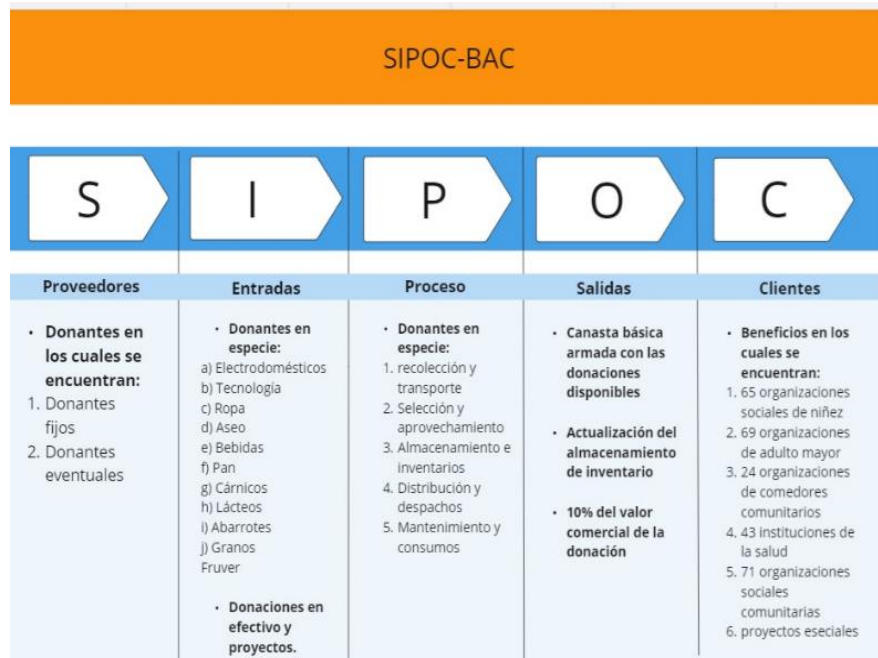 SIPOC-BAC
S
I
P
O
C
Proveedores
Entradas
Proceso
Salidas
Clientes
• Donantes en
los cuales se
encuentran:
1. Donantes
fijos
2. Donantes
eventuales
• Donantes en
especie:
a) Electrodomésticos
b) Tecnología
c) Ropa
d) Aseo
e) Bebidas
f) Pan
g) Cárnicos
h) Lácteos
i) Abarrotes
j) Granos
Fruver
• Donaciones en
efectivo y
proyectos.
• Donantes en
especie:
1. recolección y
transporte
2. Selección y
aprovechamiento
3. Almacenamiento e
inventarios
4. Distribución y
despachos
5. Mantenimiento y
consumos
• Canasta básica
armada con las
donaciones
disponibles
• Actualización del
almacenamiento
de inventario
• 10% del valor
comercial de la
donación
• Beneficios en los
cuales se
encuentran:
1. 65 organizaciones
sociales de niñez
2. 69 organizaciones
de adulto mayor
3. 24 organizaciones
de comedores
comunitarios
4. 43 instituciones de
la salud
5. 71 organizaciones
sociales
comunitarias
6. proyectos eseciales